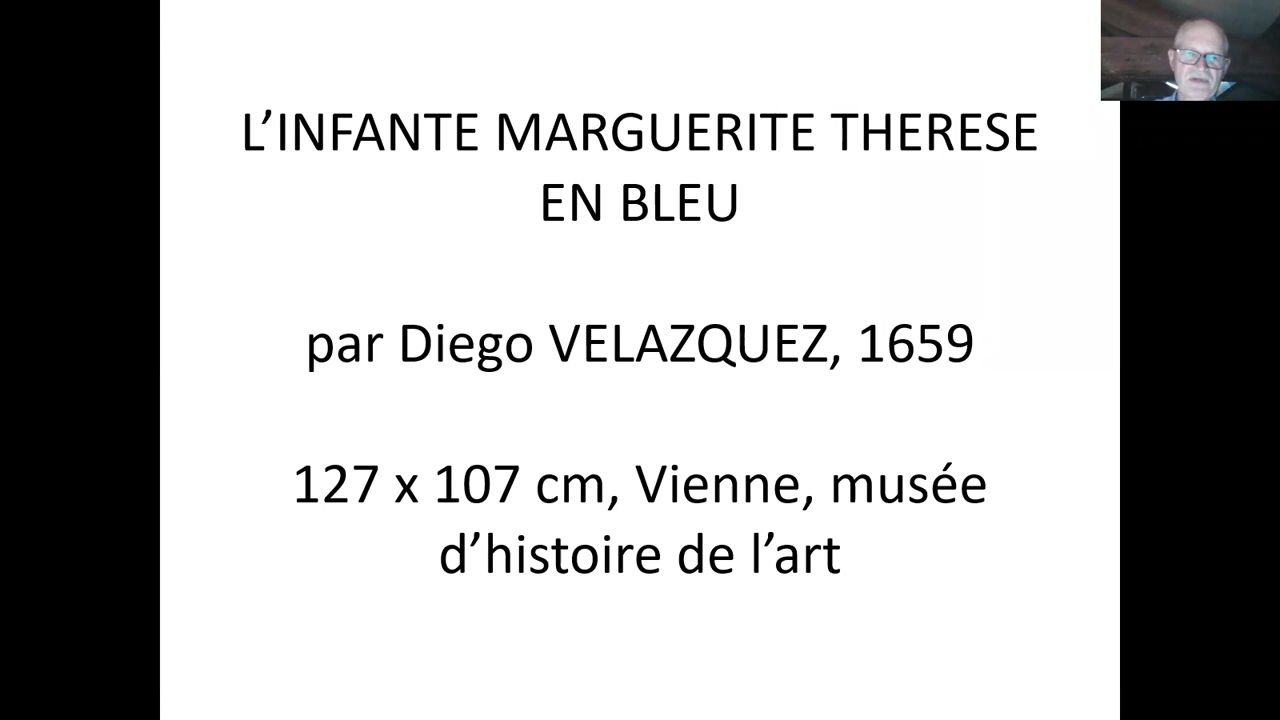 L’INFANTE MARGUERITE THERESE
EN BLEU
par Diego VELAZQUEZ, 1659
127 x 107 cm, Vienne, musée
d’histoire de l’art